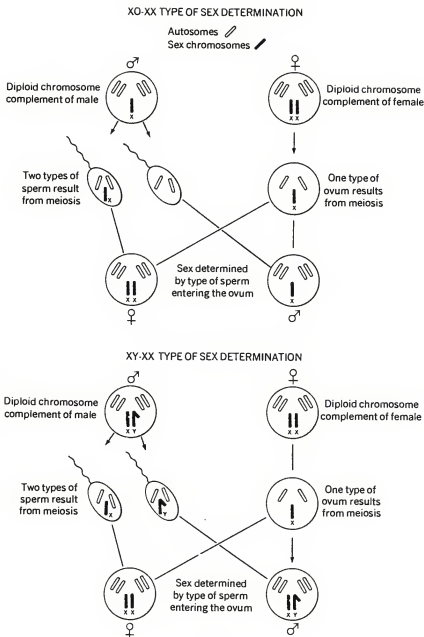 XO-XX TYPE OF SEX DETERMINATION
Autosomes
Sex chromosomes
♂
♀
Diploid chromosome
complement of male
X
X X
Diploid chromosome
complement of female
Two types of
sperm result
from meiosis
X
X
One type of
ovum results
from meiosis
X X
♀
Sex determined
by type of sperm
entering the ovum
X
♂
XY-XX TYPE OF SEX DETERMINATION
♂
♀
Diploid chromosome
complement of male
X Y
X X
Diploid chromosome
complement of female
Two types of
sperm result
from meiosis
X
Y
X
One type of
ovum results
from meiosis
X X
♀
Sex determined
by type of sperm
entering the ovum
X Y
♂